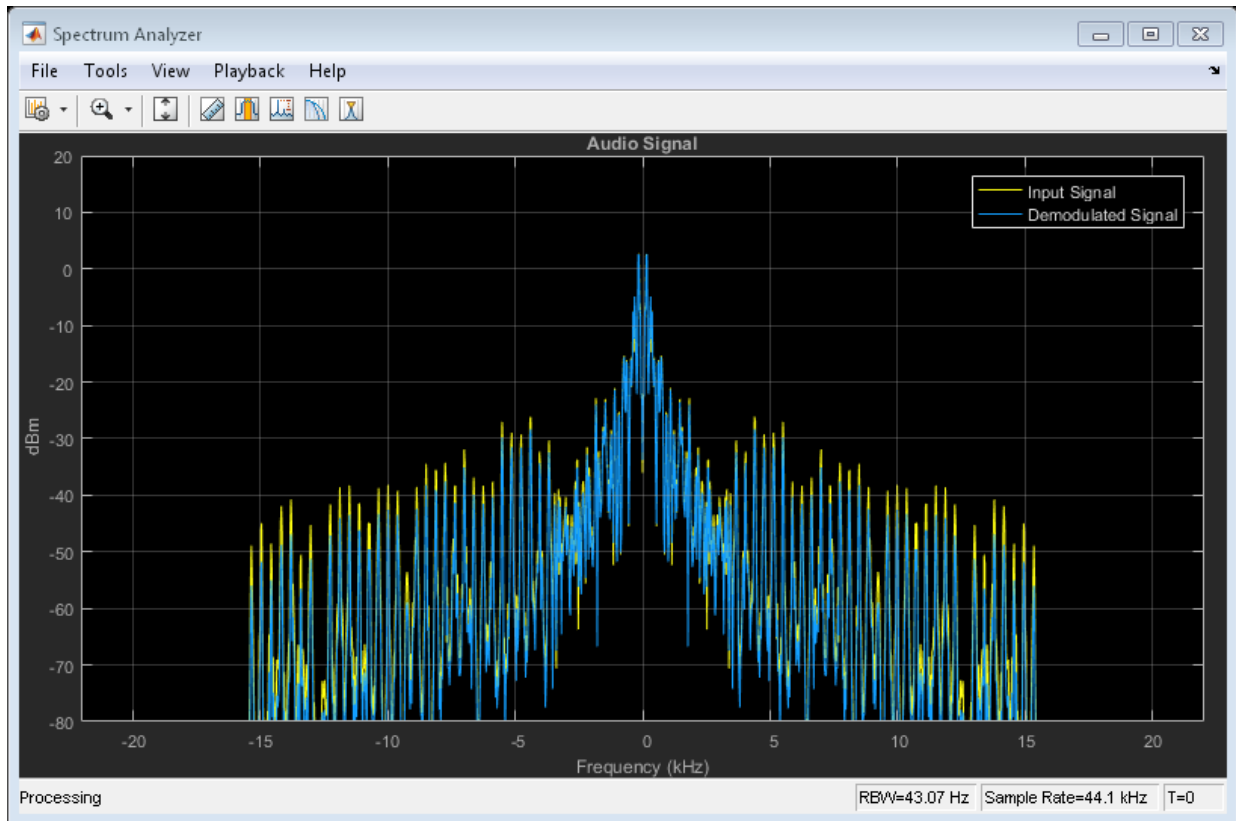 Spectrum Analyzer
File Tools View Playback Help
Audio Signal
Input Signal
Demodulated Signal
20
10
0
-10
-20
-30
-40
-50
-60
-70
-80
dBm
-20 -15 -10 -5 0 5 10 15 20
Frequency (kHz)
Processing RBW=43.07 Hz Sample Rate=44.1 kHz T=0